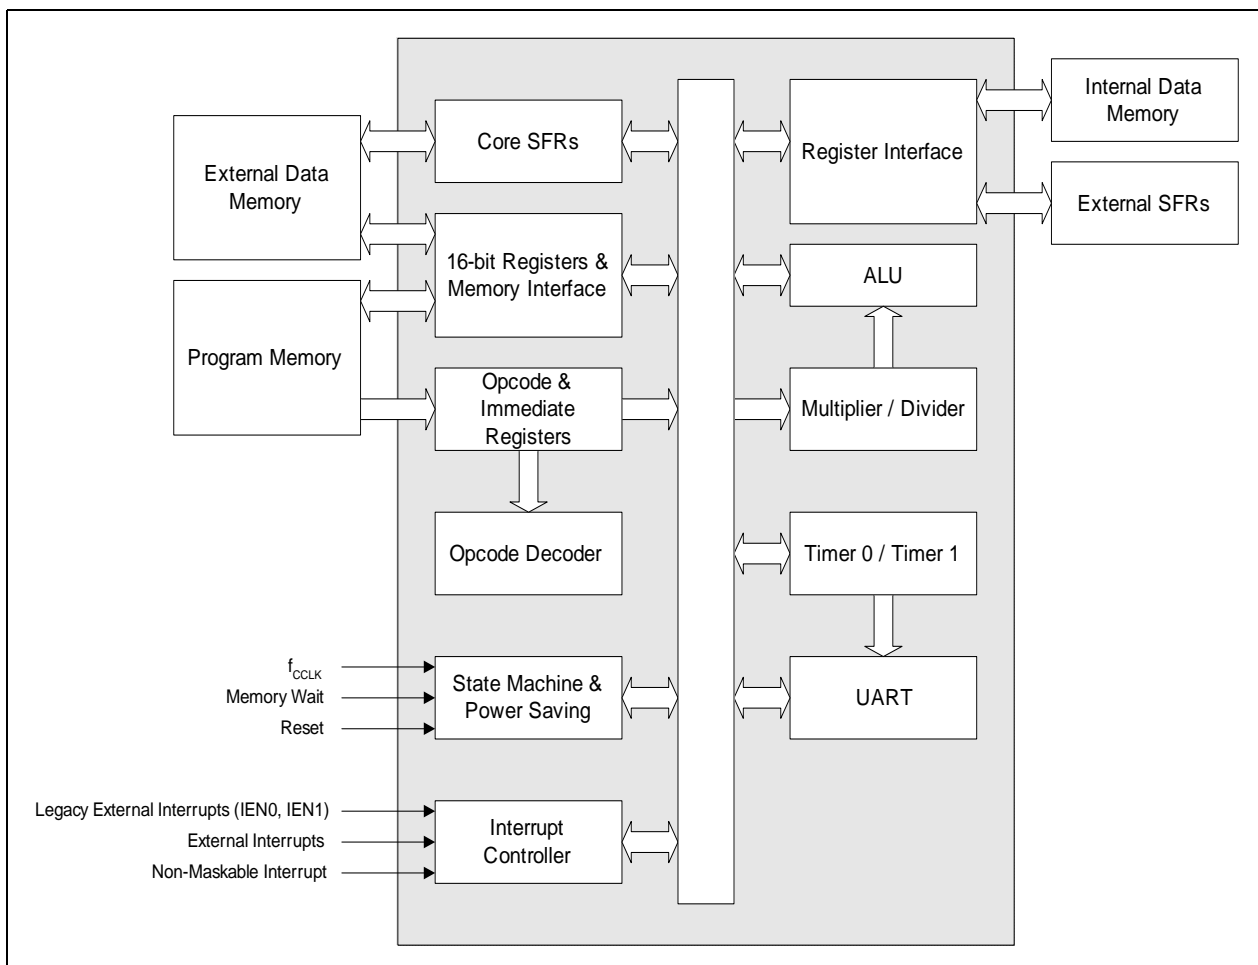 External Data
Memory
Program Memory
Core SFRs
16-bit Registers &
Memory Interface
Opcode &
Immediate
Registers
Opcode Decoder
f_CCLK
Memory Wait
Reset
State Machine &
Power Saving
Legacy External Interrupts (IEN0, IEN1)
External Interrupts
Non-Maskable Interrupt
Interrupt
Controller
Register Interface
ALU
Multiplier / Divider
Timer 0 / Timer 1
UART
Internal Data
Memory
External SFRs